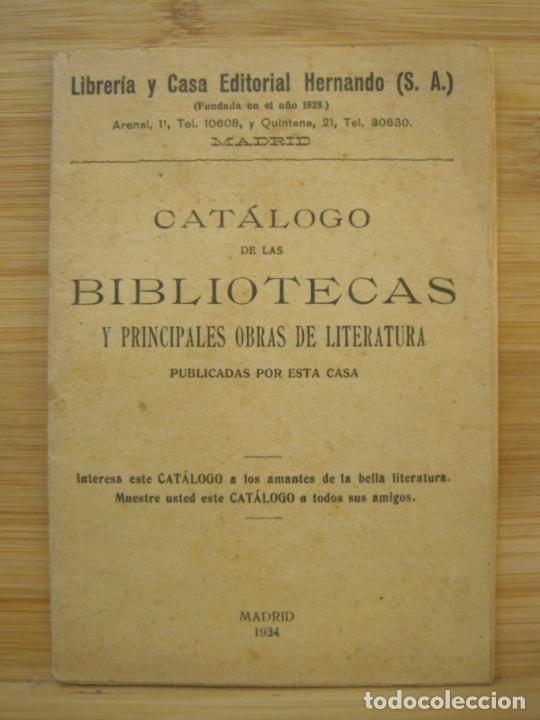 Librería y Casa Editorial Hernando (S. A.)
(Fundada en el año 1828.)
Arenal, 11, Tel. 10608, y Quintana, 21, Tel. 30630.
MADRID
CATÁLOGO
DE LAS
BIBLIOTECAS
Y PRINCIPALES OBRAS DE LITERATURA
PUBLICADAS POR ESTA CASA
Interesa este CATÁLOGO a los amantes de la bella literatura.
Muestre usted este CATÁLOGO a todos sus amigos.
MADRID
1934
todocoleccion